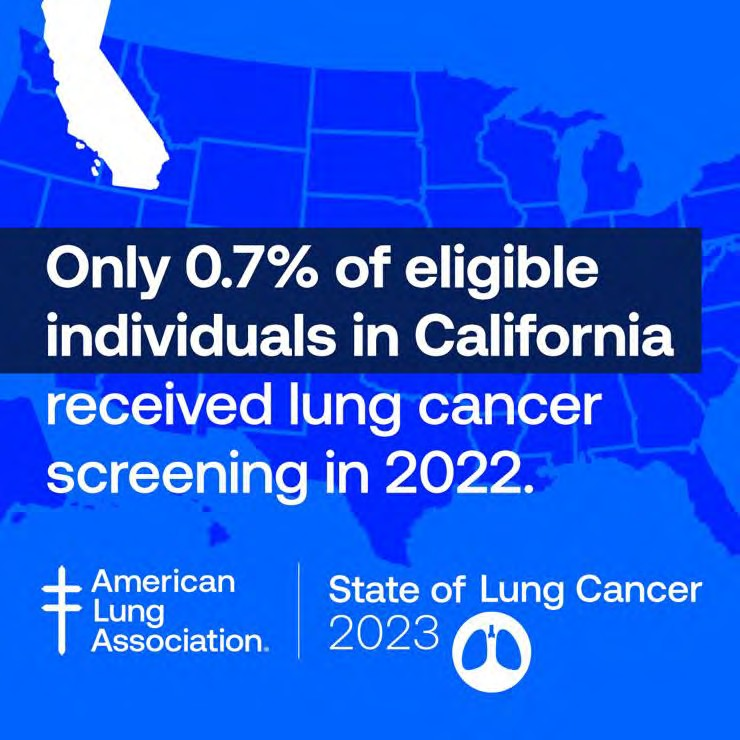 Only 0.7% of eligible
individuals in California
received lung cancer
screening in 2022.
American
Lung
Association.
State of Lung Cancer
2023